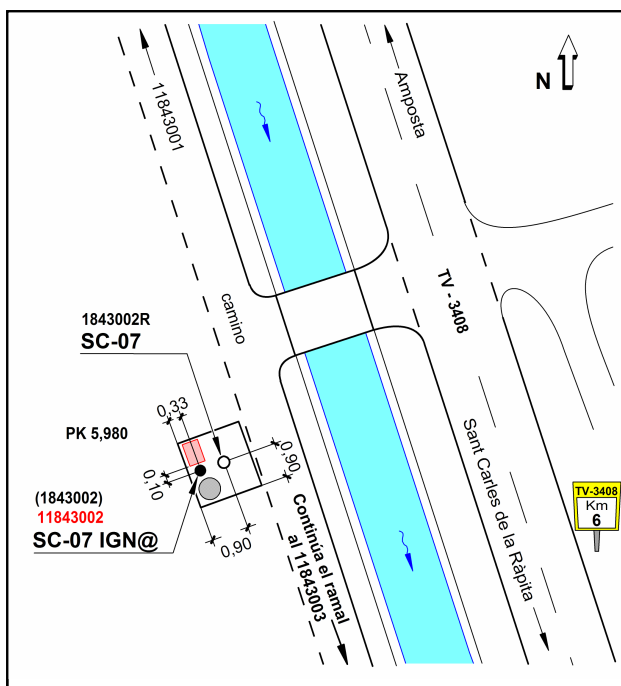 N
11843001
Amposta
camino
TV - 3408
1843002R
SC-07
0,33
PK 5,980
0,90
0,10
(1843002)
11843002
SC-07 IGN@
0,90
Continúa el ramal
al 11843003
Sant Carles de la Ràpita
TV-3408
Km
6